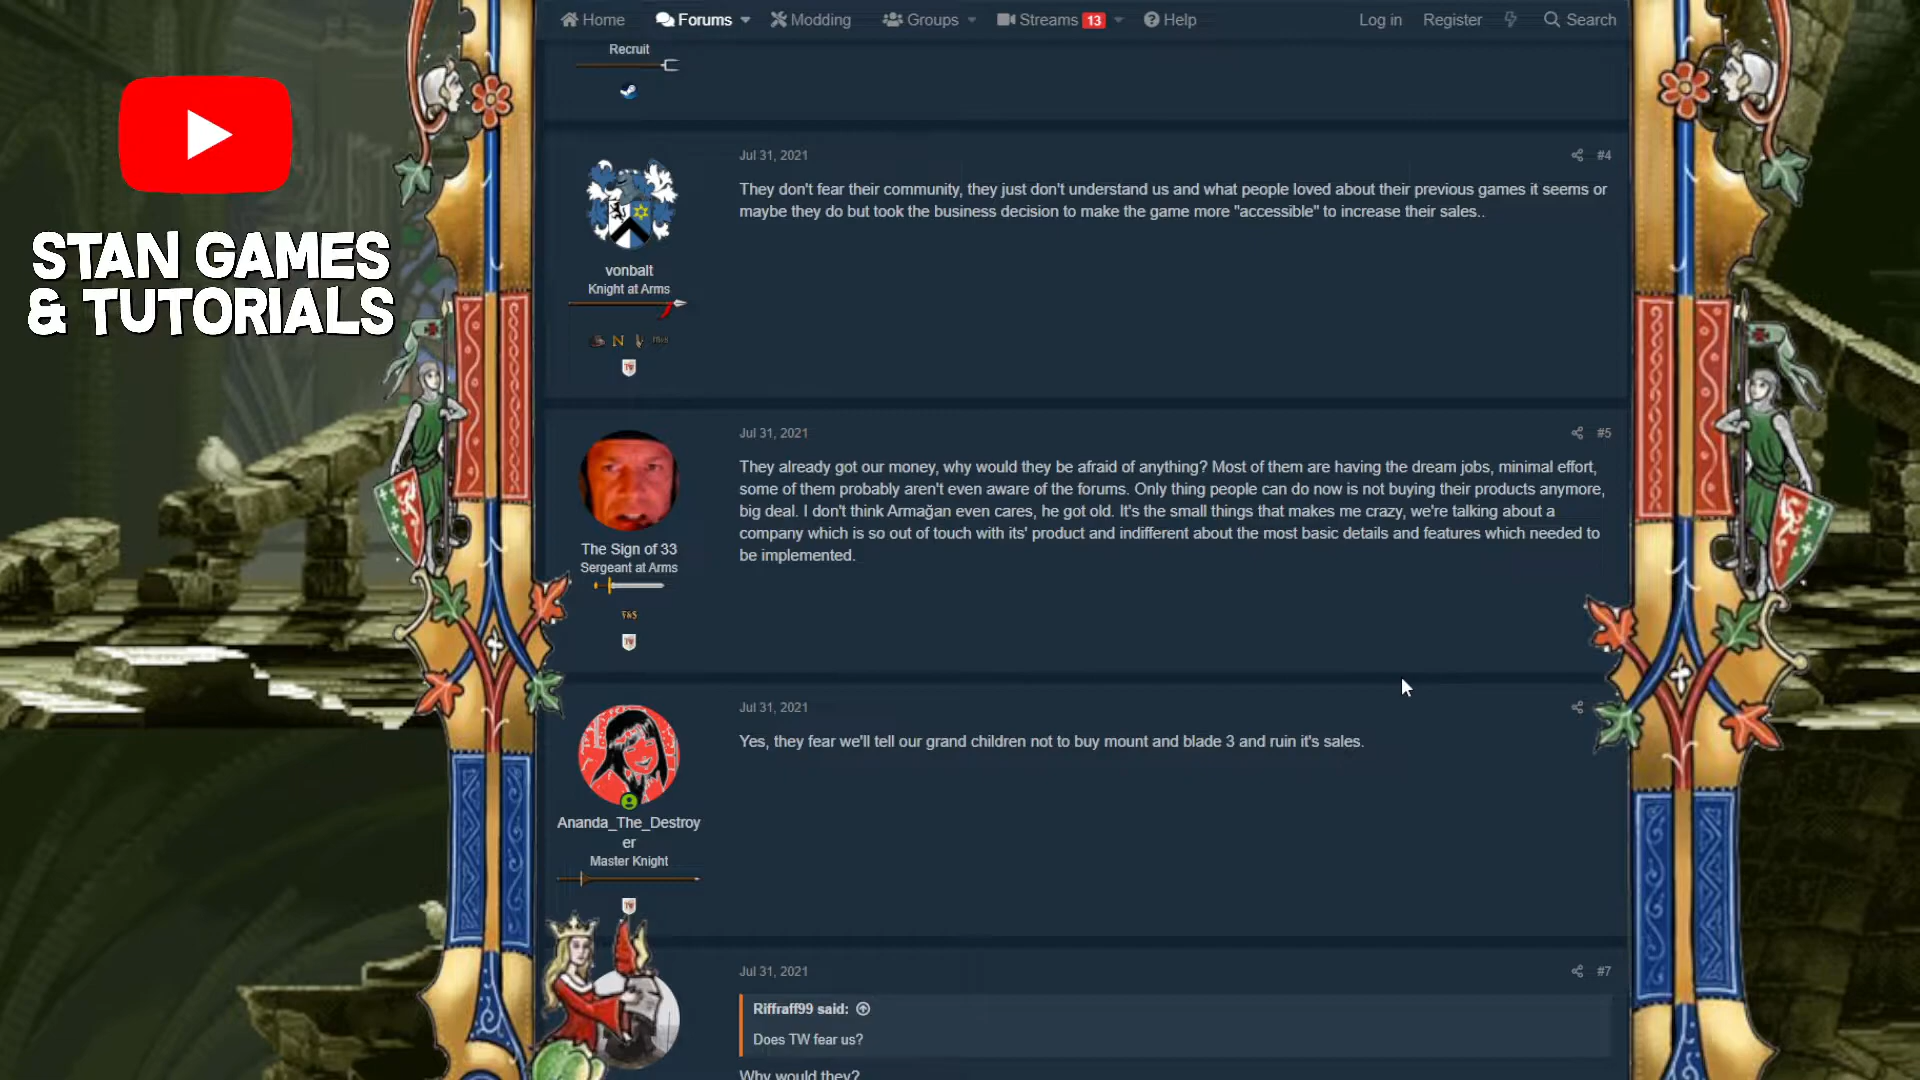 Home
Forums
Modding
Groups
Streams 13
Help
Log in
Register
Search
STAN GAMES
& TUTORIALS
Recruit
Jul 31, 2021
#4
They don't fear their community, they just don't understand us and what people loved about their previous games it seems or
maybe they do but took the business decision to make the game more "accessible" to increase their sales..
vonbalt
Knight at Arms
N
TW
Jul 31, 2021
#5
They already got our money, why would they be afraid of anything? Most of them are having the dream jobs, minimal effort,
some of them probably aren't even aware of the forums. Only thing people can do now is not buying their products anymore,
big deal. I don't think Armağan even cares, he got old. It's the small things that makes me crazy, we're talking about a
company which is so out of touch with its' product and indifferent about the most basic details and features which needed to
be implemented.
The Sign of 33
Sergeant at Arms
F&S
TW
Jul 31, 2021
Yes, they fear we'll tell our grand children not to buy mount and blade 3 and ruin it's sales.
Ananda_The_Destroy
er
Master Knight
TW
Jul 31, 2021
#7
Riffraff99 said:
Does TW fear us?
Why would they?